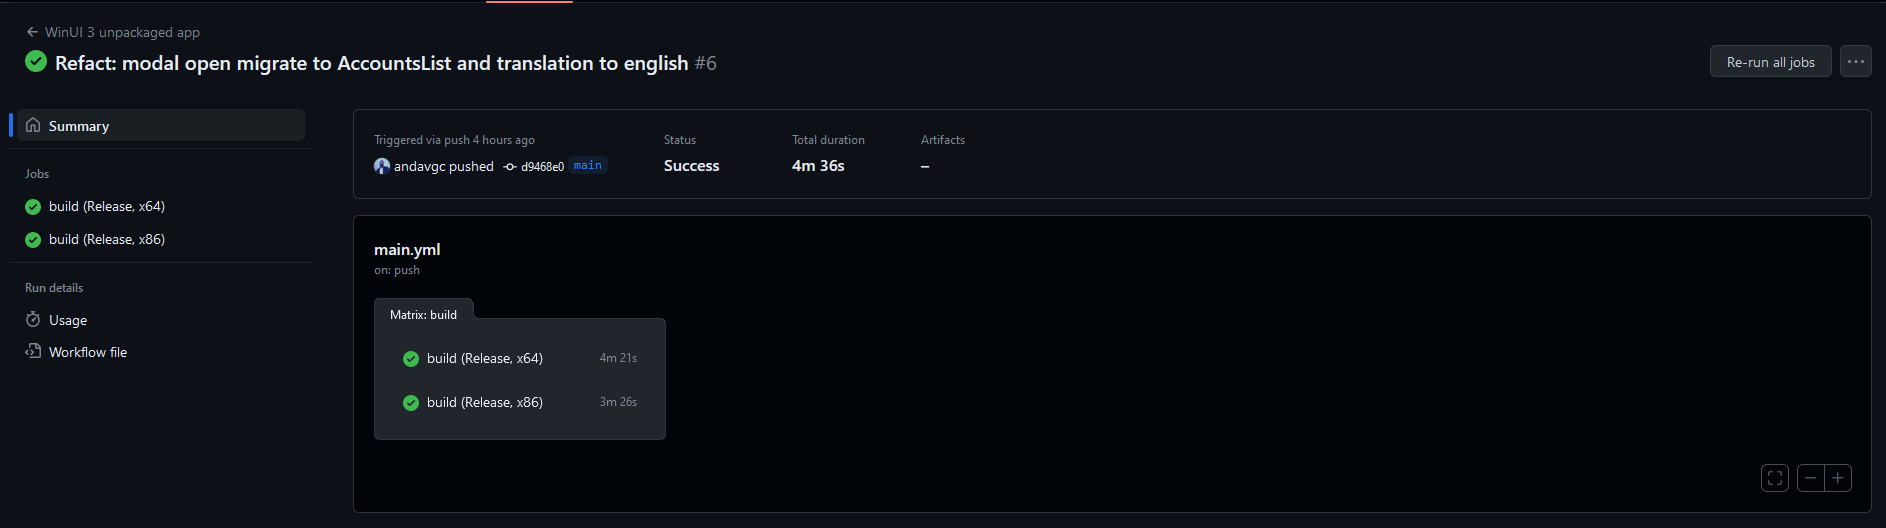 WinUI 3 unpackaged app
Refact: modal open migrate to AccountsList and translation to english #6
Re-run all jobs
Summary
Jobs
build (Release, x64)
build (Release, x86)
Run details
Usage
Workflow file
Triggered via push 4 hours ago
andavgc pushed d9468e0 main
Status
Success
Total duration
4m 36s
Artifacts
–
main.yml
on: push
Matrix: build
build (Release, x64) 4m 21s
build (Release, x86) 3m 26s